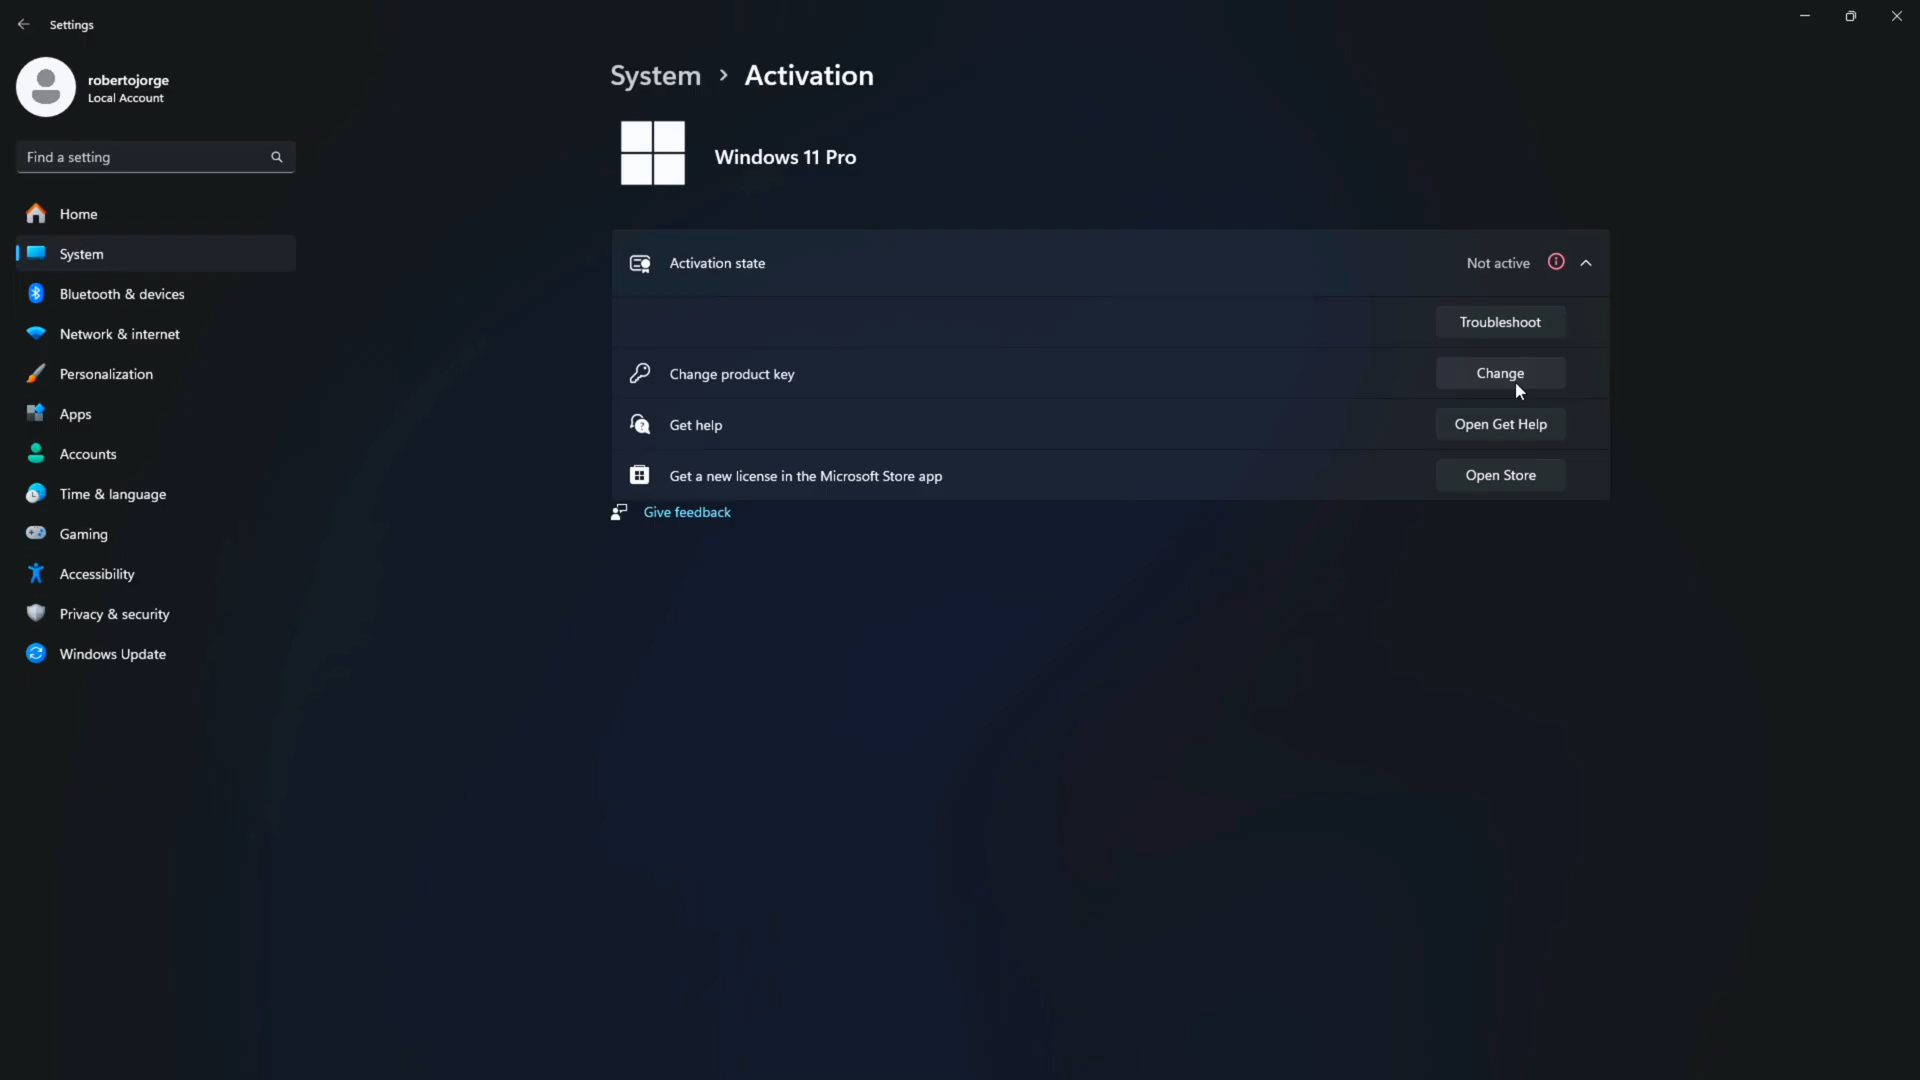 Settings
robertojorge
Local Account
Find a setting
Home
System
Bluetooth & devices
Network & internet
Personalization
Apps
Accounts
Time & language
Gaming
Accessibility
Privacy & security
Windows Update
System > Activation
Windows 11 Pro
Activation state Not active
Troubleshoot
Change product key Change
Get help Open Get Help
Get a new license in the Microsoft Store app Open Store
Give feedback